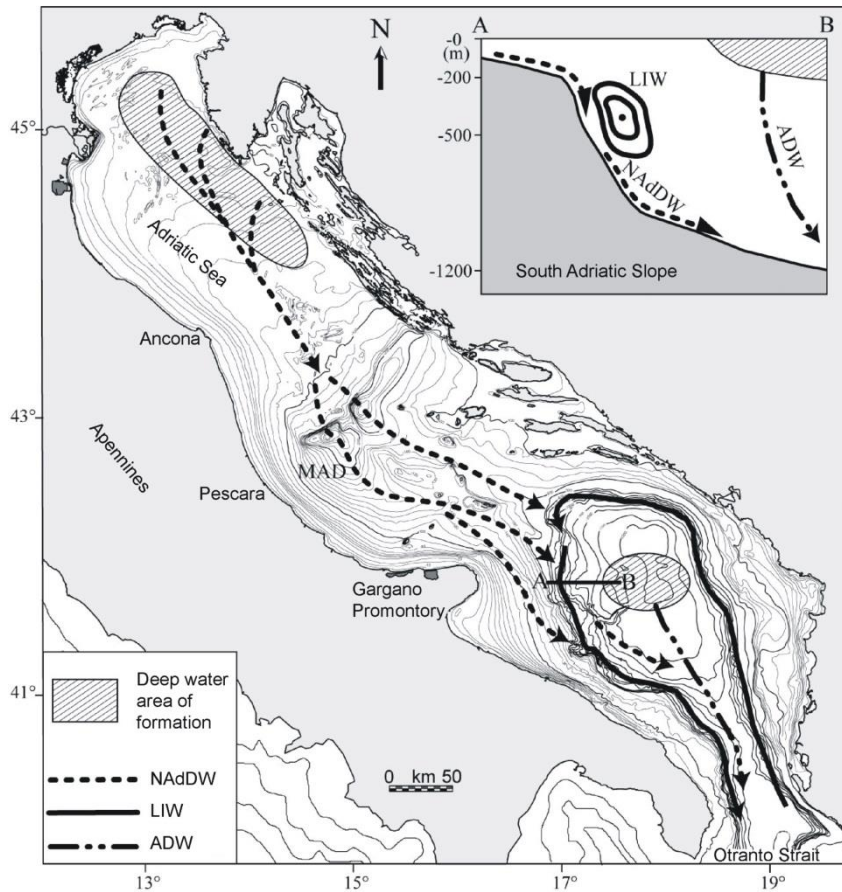 N
A
B
-0
(m)
-200
-500
-1200
LIW
NAdDW
ADW
South Adriatic Slope
45°
43°
41°
Adriatic Sea
Ancona
Apennines
Pescara
MAD
Gargano
Promontory
A
B
Deep water
area of
formation
NAdDW
LIW
ADW
0 km 50
Otranto Strait
13°
15°
17°
19°